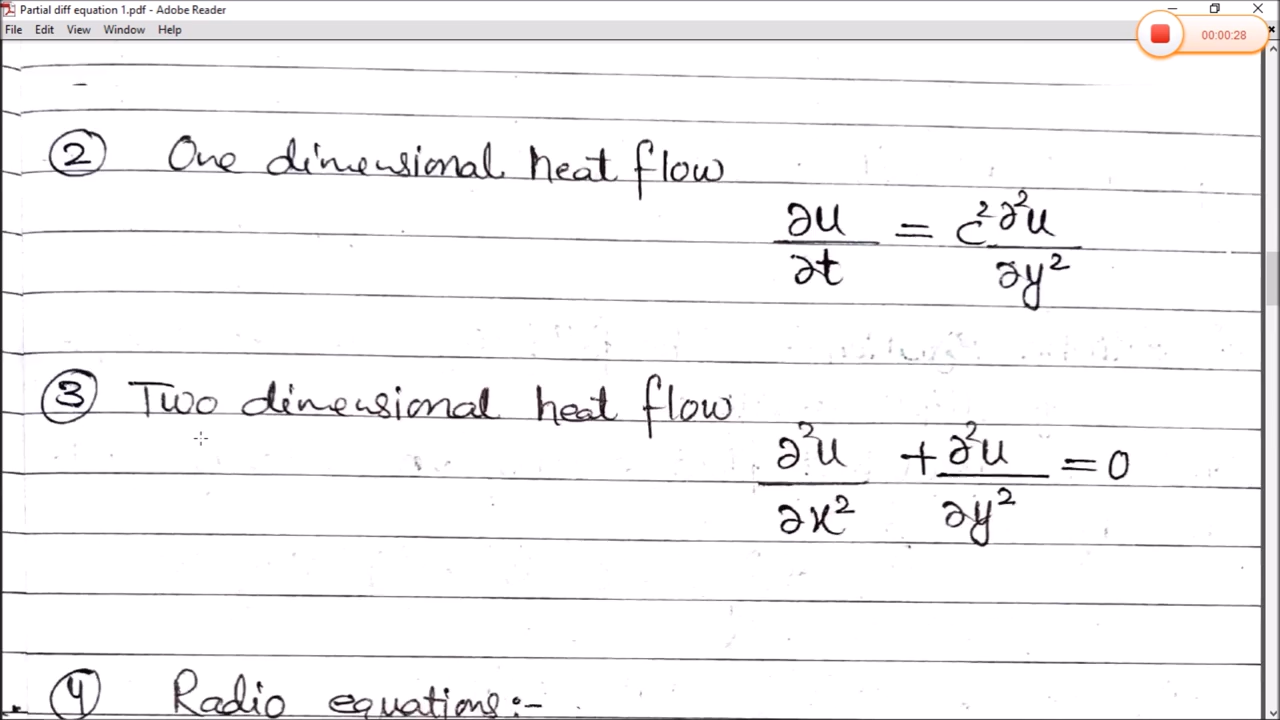 Partial diff equation 1.pdf - Adobe Reader
File Edit View Window Help
00:00:28
② One dimensional heat flow
∂u/∂t = c² ∂²u/∂y²
③ Two dimensional heat flow
∂²u/∂x² + ∂²u/∂y² = 0
④ Radio equations:-